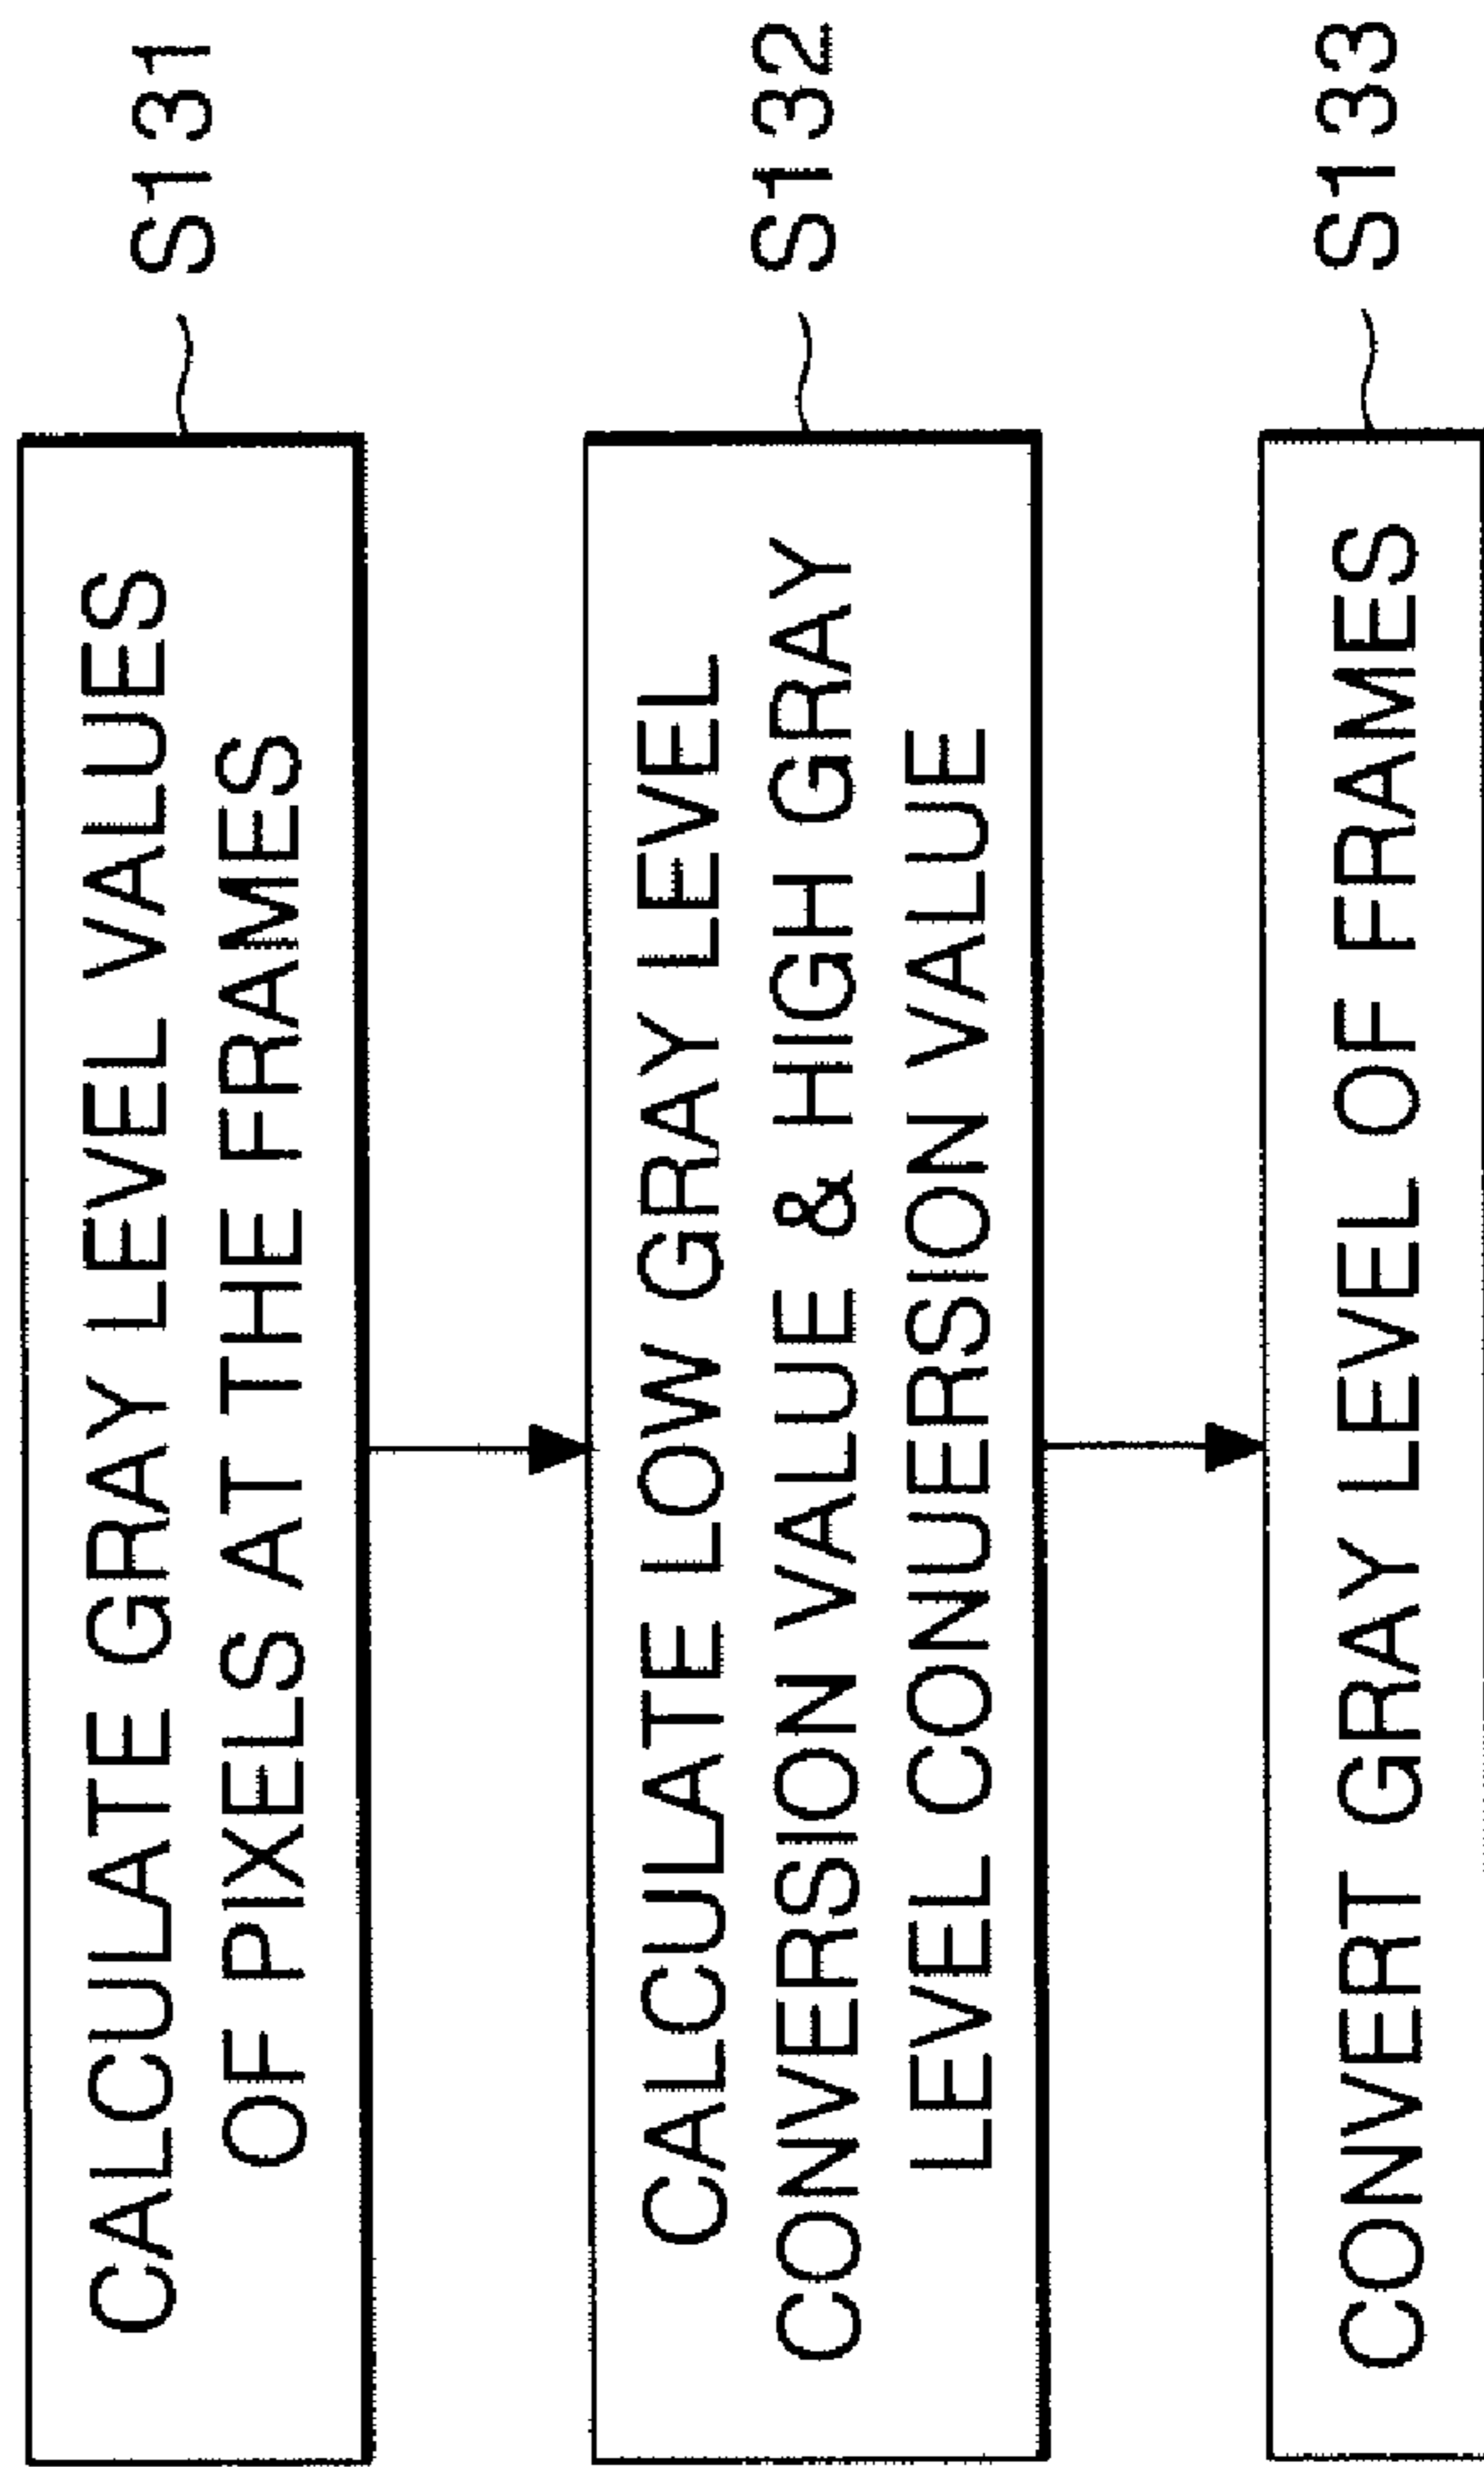 CALCULATE GRAY LEVEL VALUES
OF PIXELS AT THE FRAMES
S131
CALCULATE LOW GRAY LEVEL
CONVERSION VALUE & HIGH GRAY
LEVEL CONUERSION VALUE
S132
CONVERT GRAY LEVEL OF FRAMES
S133